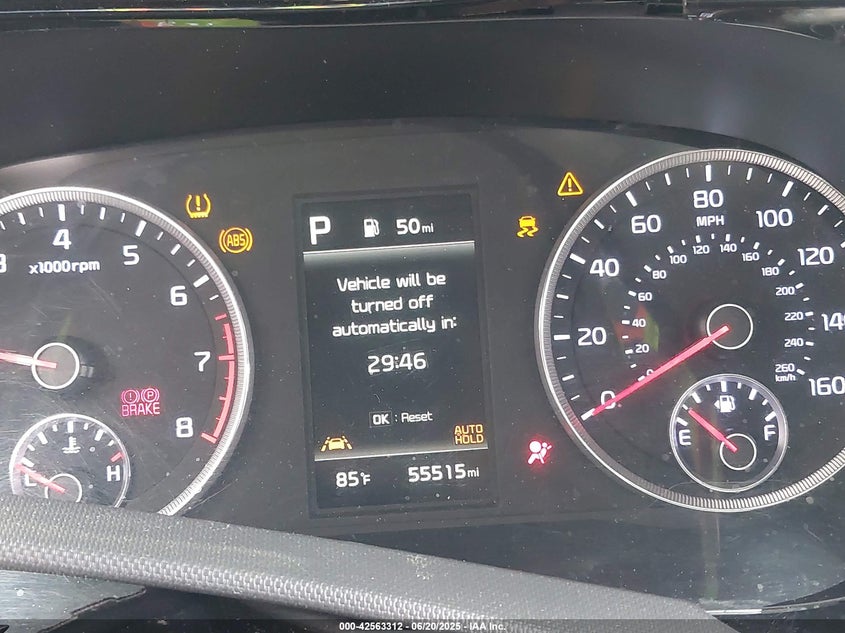 4
5
6
7
8
x1000rpm
ABS
BRAKE
P
H
P 50mi
Vehicle will be
turned off
automatically in:
29:46
OK : Reset
AUTO
HOLD
85°F 55515mi
0
20
40
60
80
100
120
160
MPH
0
20
40
60
80
100
120
140
160
180
200
220
240
260
km/h
E
F
000-42563312 - 06/20/2025 - IAA Inc.